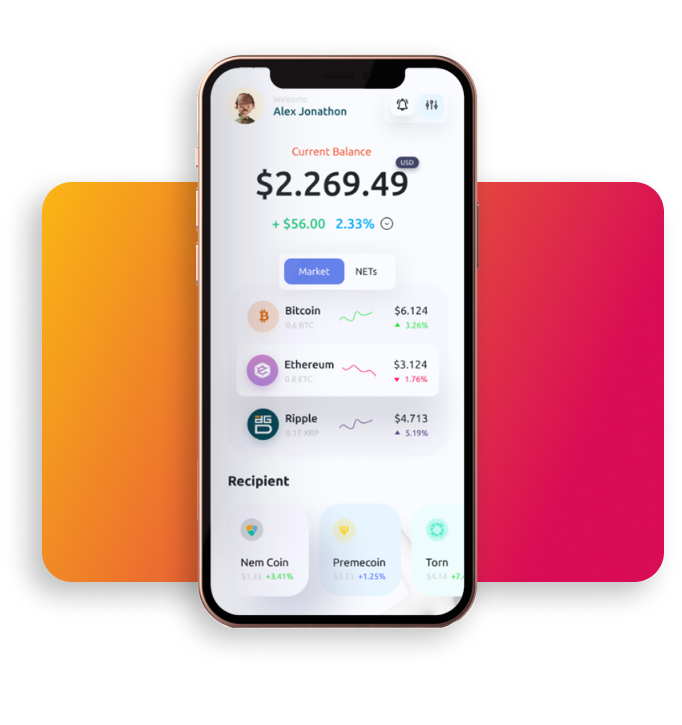 Welcome
Alex Jonathon
Current Balance
USD
$2.269.49
+ $56.00 2.33%
Market NETs
Bitcoin $6.124
0.6 BTC 3.26%
Ethereum $3.124
0.8 ETC 1.76%
Ripple $4.713
0.17 XRP 5.19%
Recipient
Nem Coin Premecoin Torn
$1.33 +3.41% $3.33 +1.25% $4.14 +7.